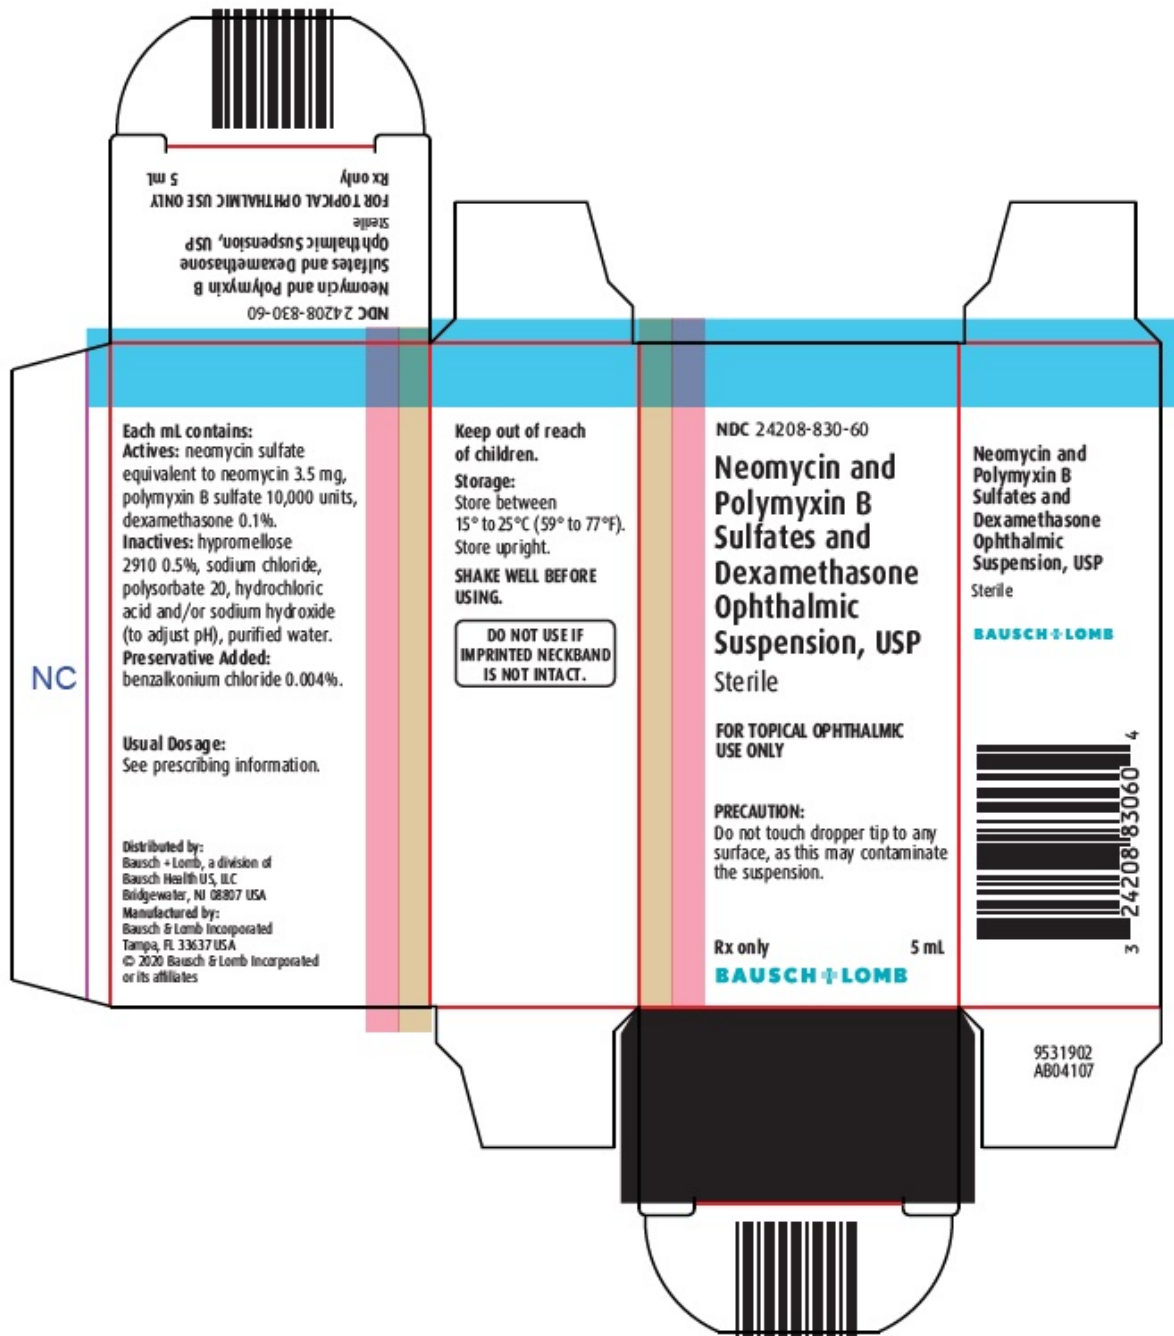 Rx only 5 mL
FOR TOPICAL OPHTHALMIC USE ONLY
Sterile
Ophthalmic Suspension, USP
Sulfates and Dexamethasone
Neomycin and Polymyxin B
NDC 24208-830-60
NC
Each mL contains:
Actives: neomycin sulfate
equivalent to neomycin 3.5 mg,
polymyxin B sulfate 10,000 units,
dexamethasone 0.1%.
Inactives: hypromellose
2910 0.5%, sodium chloride,
polysorbate 20, hydrochloric
acid and/or sodium hydroxide
(to adjust pH), purified water.
Preservative Added:
benzalkonium chloride 0.004%.
Usual Dosage:
See prescribing information.
Distributed by:
Bausch + Lomb, a division of
Bausch Health US, LLC
Bridgewater, NJ 08807 USA
Manufactured by:
Bausch & Lomb Incorporated
Tampa, FL 33637 USA
© 2020 Bausch & Lomb Incorporated
or its affiliates
Keep out of reach
of children.
Storage:
Store between
15° to 25°C (59° to 77°F).
Store upright.
SHAKE WELL BEFORE
USING.
DO NOT USE IF
IMPRINTED NECKBAND
IS NOT INTACT.
NDC 24208-830-60
Neomycin and
Polymyxin B
Sulfates and
Dexamethasone
Ophthalmic
Suspension, USP
Sterile
FOR TOPICAL OPHTHALMIC
USE ONLY
PRECAUTION:
Do not touch dropper tip to any
surface, as this may contaminate
the suspension.
Rx only 5 mL
BAUSCH + LOMB
Neomycin and
Polymyxin B
Sulfates and
Dexamethasone
Ophthalmic
Suspension, USP
Sterile
BAUSCH + LOMB
3 24208 83060 4
9531902
AB04107